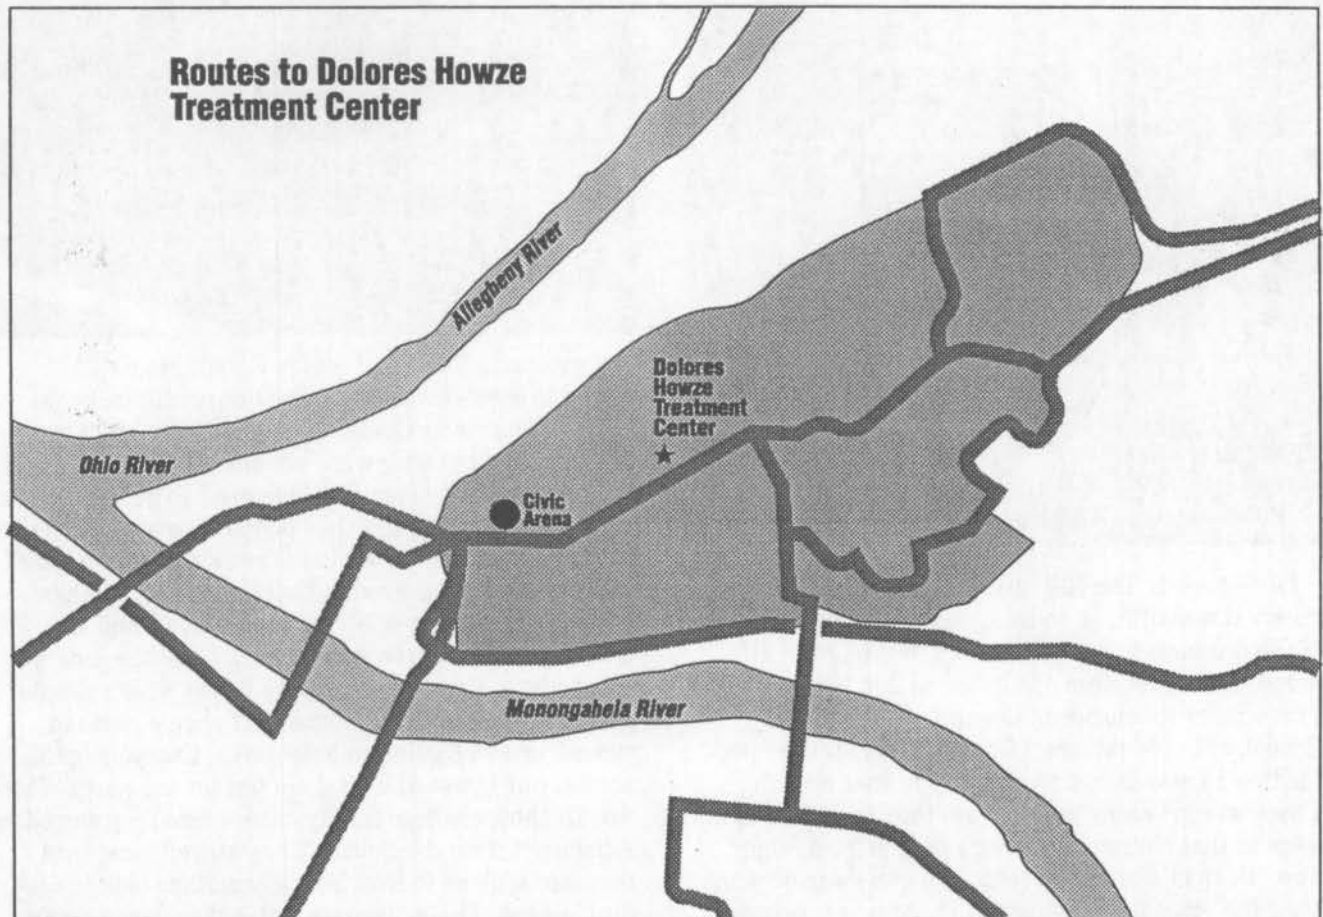 Routes to Dolores Howze
Treatment Center
Allegheny River
Dolores
Howze
Treatment
Center
Ohio River
Civic
Arena
Monongahela River